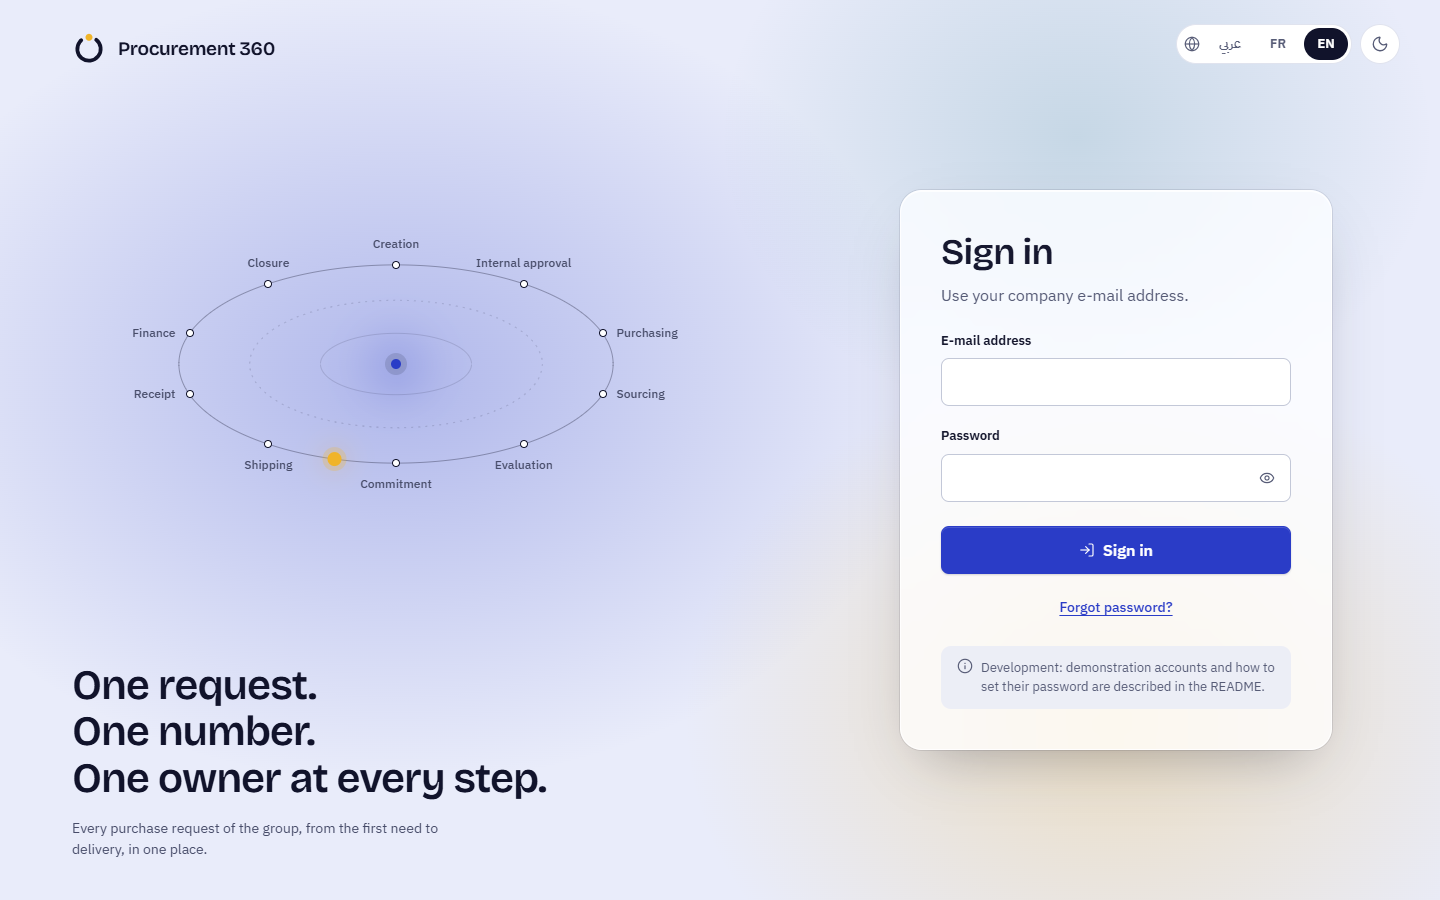 Procurement 360
عربي
FR
EN
Creation
Closure
Internal approval
Finance
Purchasing
Receipt
Sourcing
Shipping
Evaluation
Commitment
One request.
One number.
One owner at every step.
Every purchase request of the group, from the first need to
delivery, in one place.
Sign in
Use your company e-mail address.
E-mail address
Password
Sign in
Forgot password?
Development: demonstration accounts and how to
set their password are described in the README.